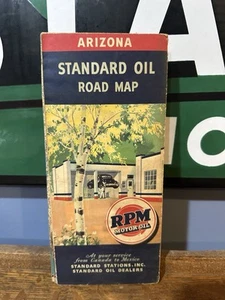 ARIZONA
STANDARD OIL
ROAD MAP
RPM
MOTOR OIL
At your service
from Canada to Mexico
STANDARD STATIONS, INC.
STANDARD OIL DEALERS